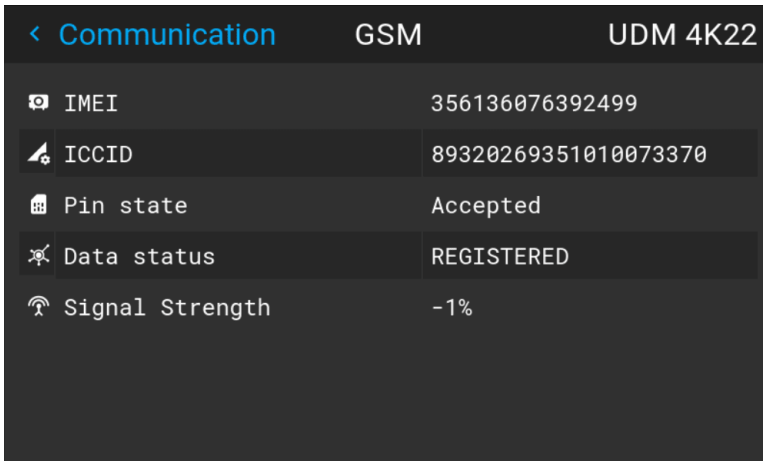 Communication GSM UDM 4K22
IMEI 356136076392499
ICCID 89320269351010073370
Pin state Accepted
Data status REGISTERED
Signal Strength -1%